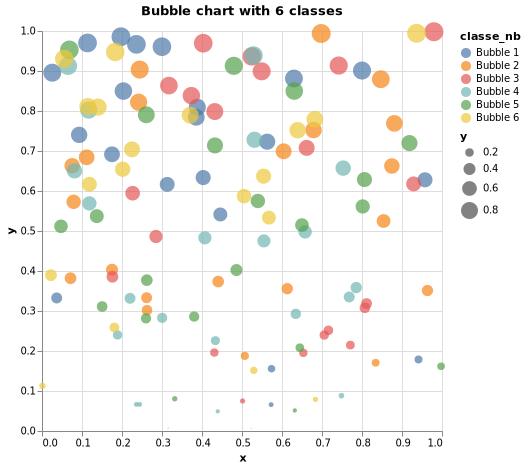 Bubble chart with 6 classes
1.0
0.9
0.8
0.7
0.6
0.5
0.4
0.3
0.2
0.1
0.0
y
0.0 0.1 0.2 0.3 0.4 0.5 0.6 0.7 0.8 0.9 1.0
x
classe_nb
Bubble 1
Bubble 2
Bubble 3
Bubble 4
Bubble 5
Bubble 6
y
0.2
0.4
0.6
0.8